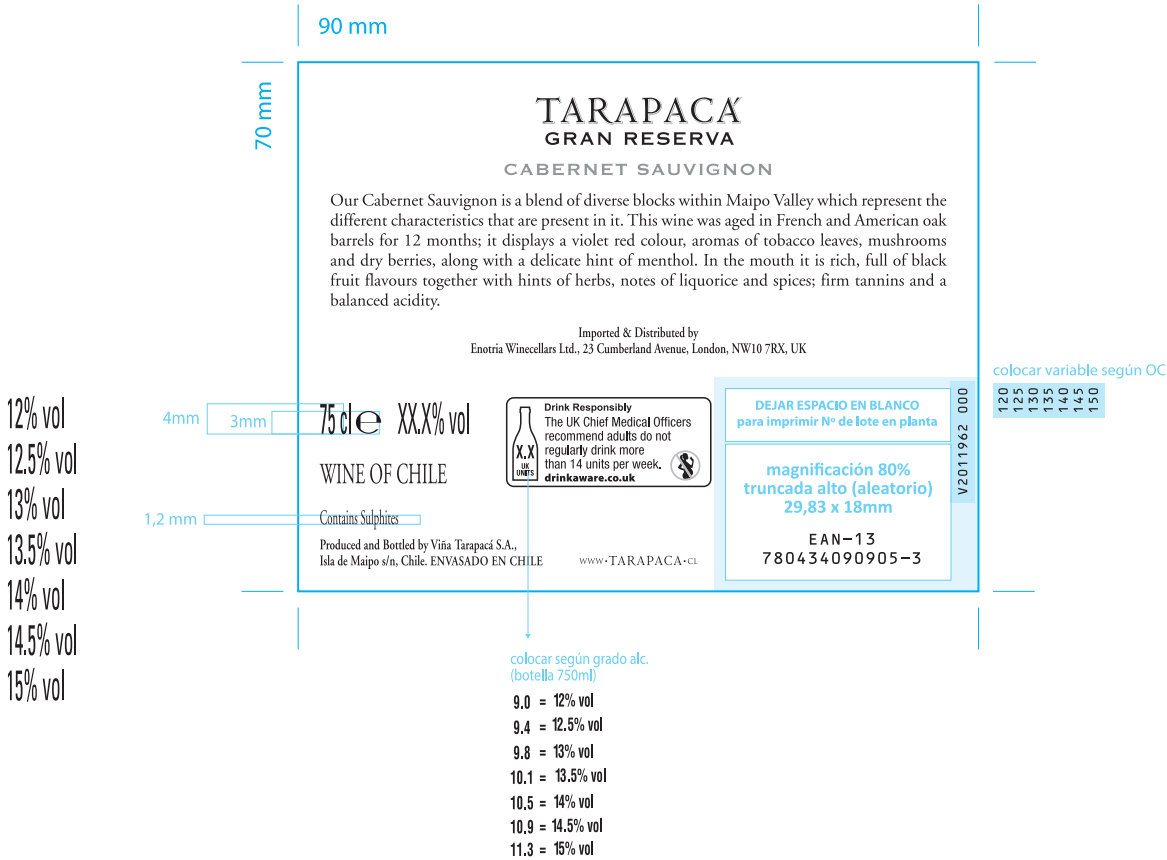 90 mm
70 mm
TARAPACÁ
GRAN RESERVA
CABERNET SAUVIGNON
Our Cabernet Sauvignon is a blend of diverse blocks within Maipo Valley which represent the
different characteristics that are present in it. This wine was aged in French and American oak
barrels for 12 months; it displays a violet red colour, aromas of tobacco leaves, mushrooms
and dry berries, along with a delicate hint of menthol. In the mouth it is rich, full of black
fruit flavours together with hints of herbs, notes of liquorice and spices; firm tannins and a
balanced acidity.
Imported & Distributed by
Enotria Winecellars Ltd., 23 Cumberland Avenue, London, NW10 7RX, UK
12% vol
12.5% vol
13% vol
13.5% vol
14% vol
14.5% vol
15% vol
4mm
3mm
75 cl e XX.X% vol
WINE OF CHILE
1,2 mm
Contains Sulphites
Produced and Bottled by Viña Tarapacá S.A.,
Isla de Maipo s/n, Chile. ENVASADO EN CHILE
X.X
UK
UNITS
Drink Responsibly
The UK Chief Medical Officers
recommend adults do not
regularly drink more
than 14 units per week.
drinkaware.co.uk
WWW·TARAPACA·CL
DEJAR ESPACIO EN BLANCO
para imprimir Nº de lote en planta
magnificación 80%
truncada alto (aleatorio)
29,83 x 18mm
EAN-13
780434090905-3
V2011962 000
colocar variable según OC
120
125
130
135
140
145
150
colocar según grado alc.
(botella 750ml)
9.0 = 12% vol
9.4 = 12.5% vol
9.8 = 13% vol
10.1 = 13.5% vol
10.5 = 14% vol
10.9 = 14.5% vol
11.3 = 15% vol